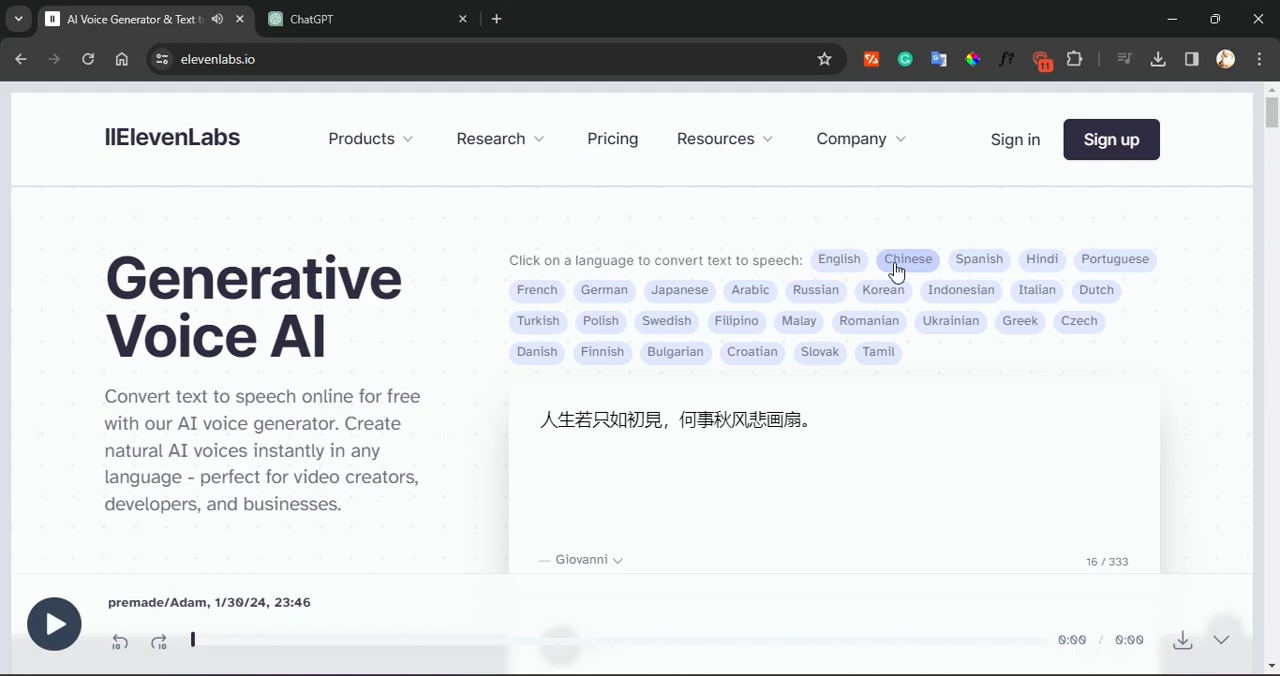 AI Voice Generator & Text to
ChatGPT
elevenlabs.io
11
IIElevenLabs
Products
Research
Pricing
Resources
Company
Sign in
Sign up
Generative
Voice AI
Convert text to speech online for free
with our AI voice generator. Create
natural AI voices instantly in any
language - perfect for video creators,
developers, and businesses.
Click on a language to convert text to speech: English Chinese Spanish Hindi Portuguese
French German Japanese Arabic Russian Korean Indonesian Italian Dutch
Turkish Polish Swedish Filipino Malay Romanian Ukrainian Greek Czech
Danish Finnish Bulgarian Croatian Slovak Tamil
人生若只如初見，何事秋风悲画扇。
— Giovanni
16 / 333
premade/Adam, 1/30/24, 23:46
10
10
0:00 / 0:00